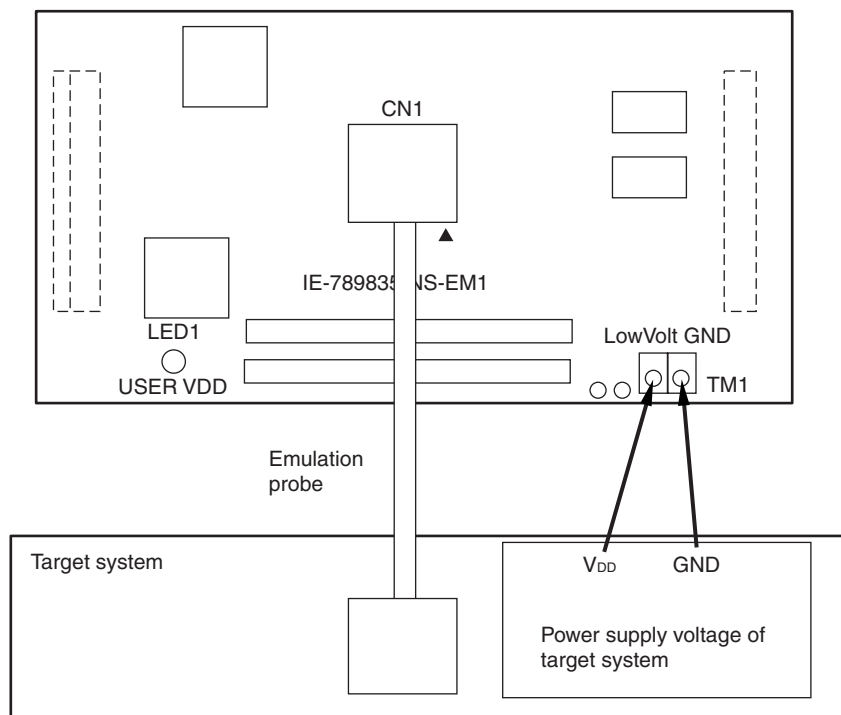 CN1
IE-789835 NS-EM1
LED1
USER VDD
LowVolt GND
TM1
Emulation
probe
Target system
VDD
GND
Power supply voltage of
target system